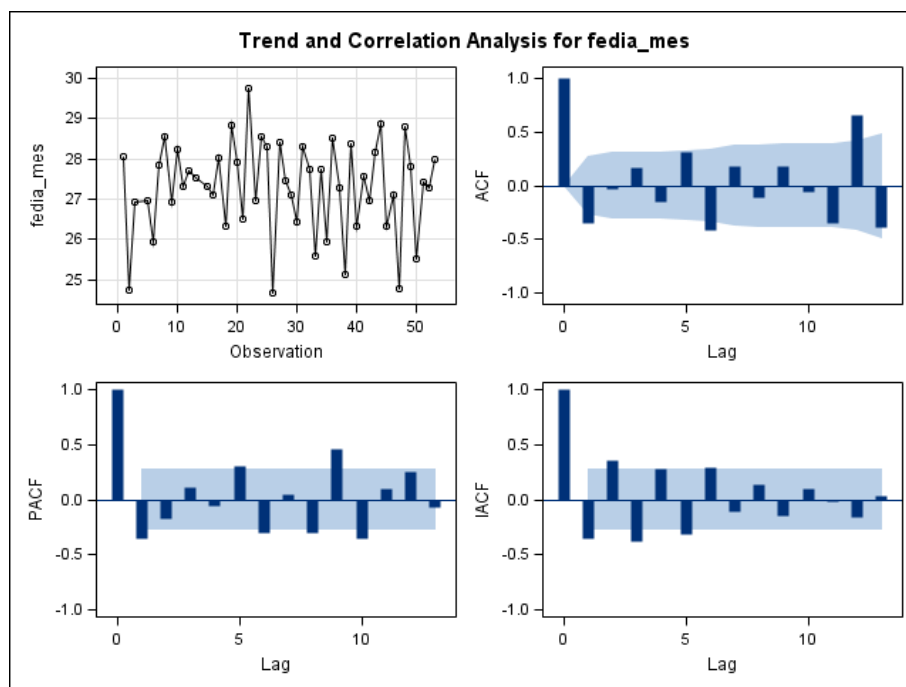 Trend and Correlation Analysis for fedia_mes
30
29
28
27
26
25
fedia_mes
0 10 20 30 40 50
Observation
1.0
0.5
0.0
-0.5
-1.0
ACF
0 5 10
Lag
1.0
0.5
0.0
-0.5
-1.0
PACF
0 5 10
Lag
1.0
0.5
0.0
-0.5
-1.0
IACF
0 5 10
Lag